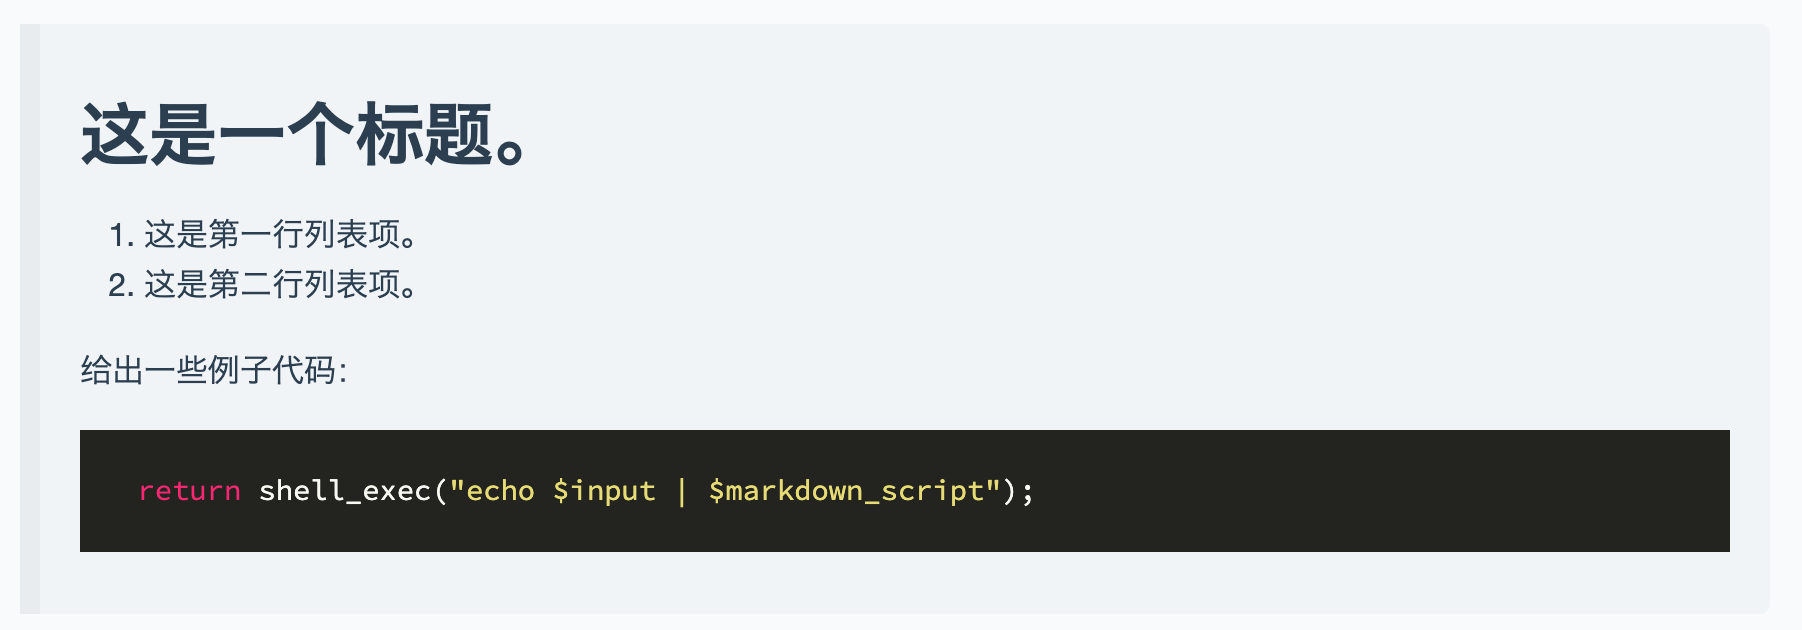 这是一个标题。
1. 这是第一行列表项。
2. 这是第二行列表项。
给出一些例子代码：
return shell_exec("echo $input | $markdown_script");